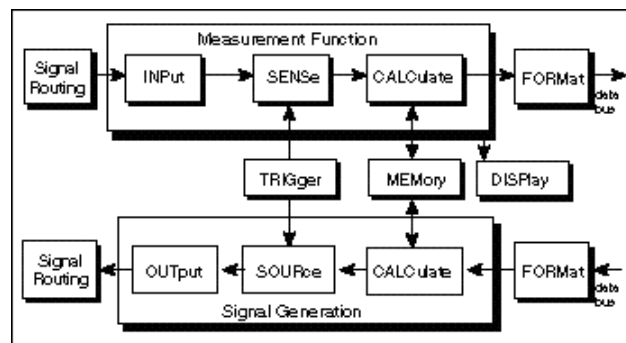 Measurement Function
Signal
Routing
INPut
SENSe
CALCulate
FORMat
data
bus
TRIGger
MEMory
DISPlay
Signal
Routing
OUTput
SOURce
CALCulate
FORMat
data
bus
Signal Generation